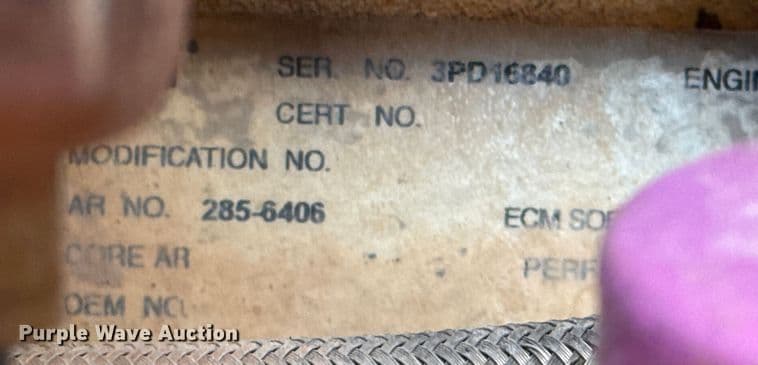 SER. NO. 3PD16840 ENGI
CERT NO.
MODIFICATION NO.
AR NO. 285-6406 ECM SOF
CORE AR PERF
OEM NO.
Purple Wave Auction